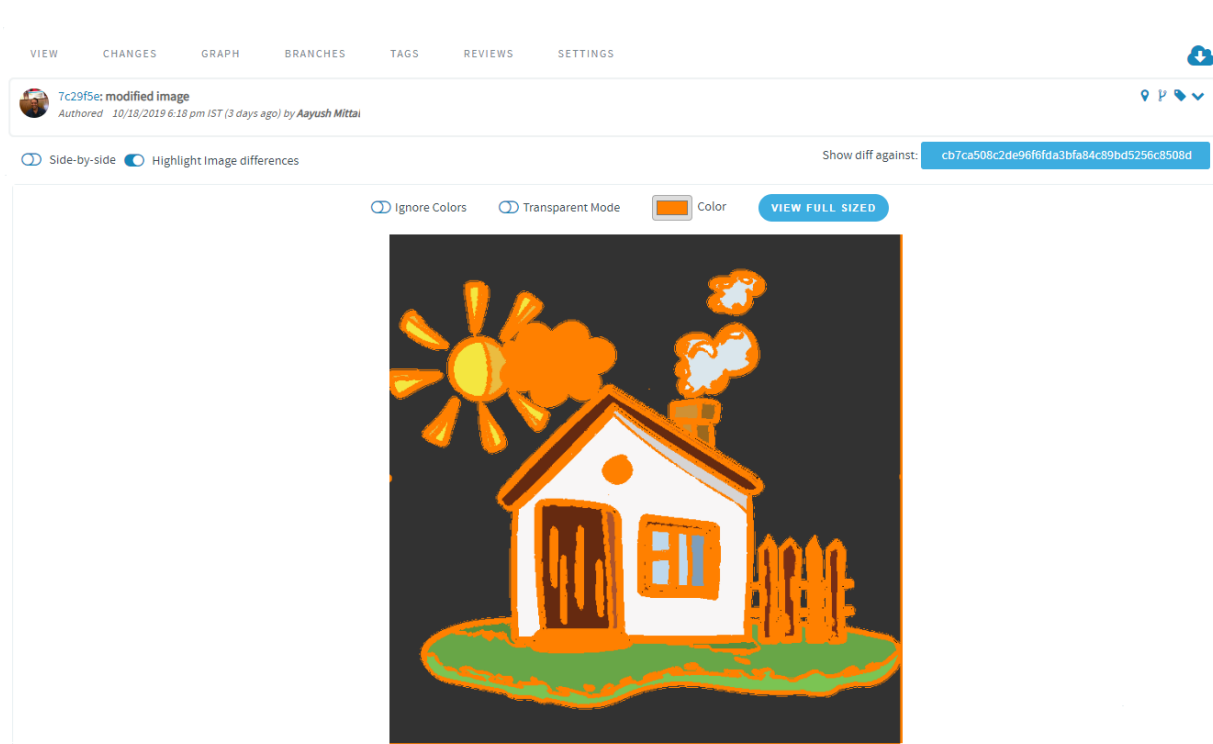 VIEW CHANGES GRAPH BRANCHES TAGS REVIEWS SETTINGS
7c29f5e: modified image
Authored 10/18/2019 6:18 pm IST (3 days ago) by Aayush Mittal
Side-by-side Highlight Image differences
Show diff against: cb7ca508c2de96f6fda3bfa84c89bd5256c8508d
Ignore Colors Transparent Mode Color VIEW FULL SIZED